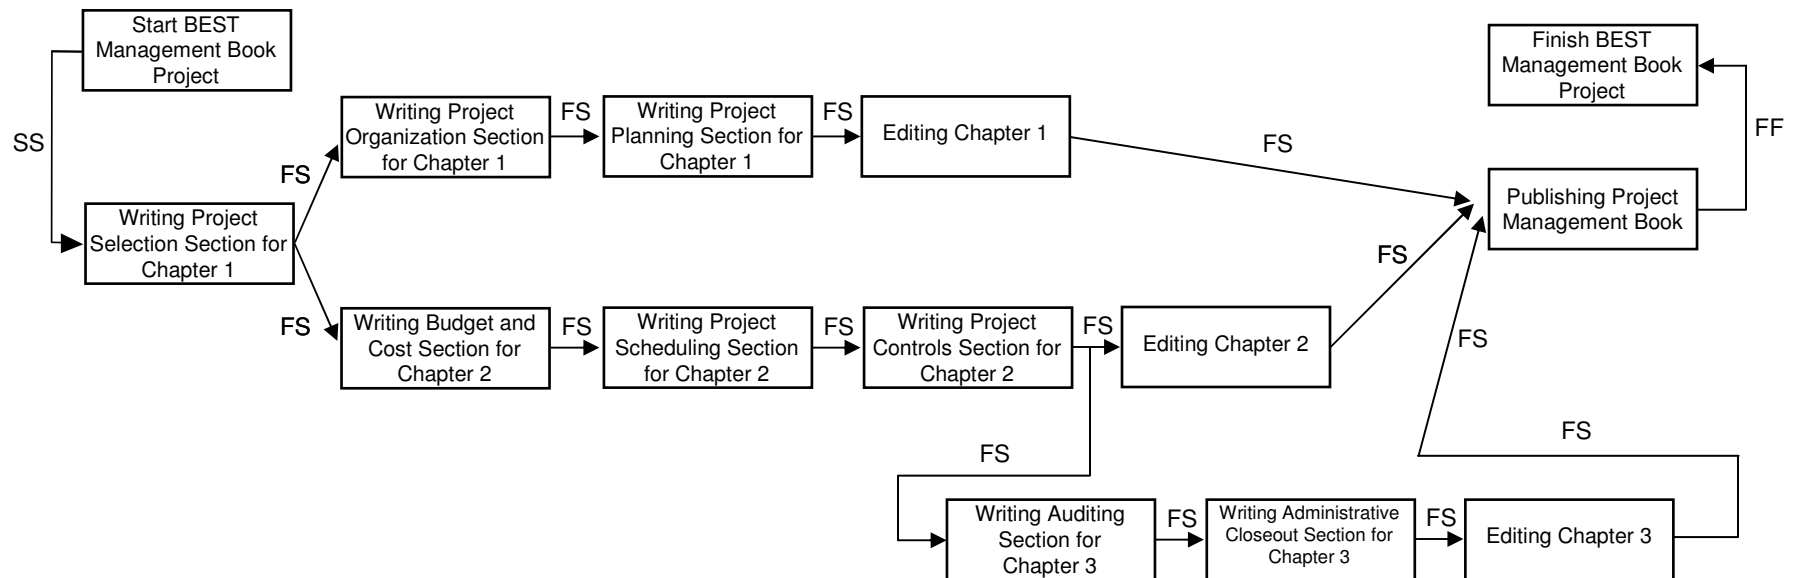 Start BEST
Management Book
Project
SS
Writing Project
Selection Section for
Chapter 1
FS
FS
Writing Project
Organization Section
for Chapter 1
FS
Writing Project
Planning Section for
Chapter 1
FS
Editing Chapter 1
FS
Writing Budget and
Cost Section for
Chapter 2
FS
Writing Project
Scheduling Section
for Chapter 2
FS
Writing Project
Controls Section for
Chapter 2
FS
Editing Chapter 2
FS
FS
Writing Auditing
Section for
Chapter 3
FS
Writing Administrative
Closeout Section for
Chapter 3
FS
Editing Chapter 3
FS
FS
Publishing Project
Management Book
FF
Finish BEST
Management Book
Project